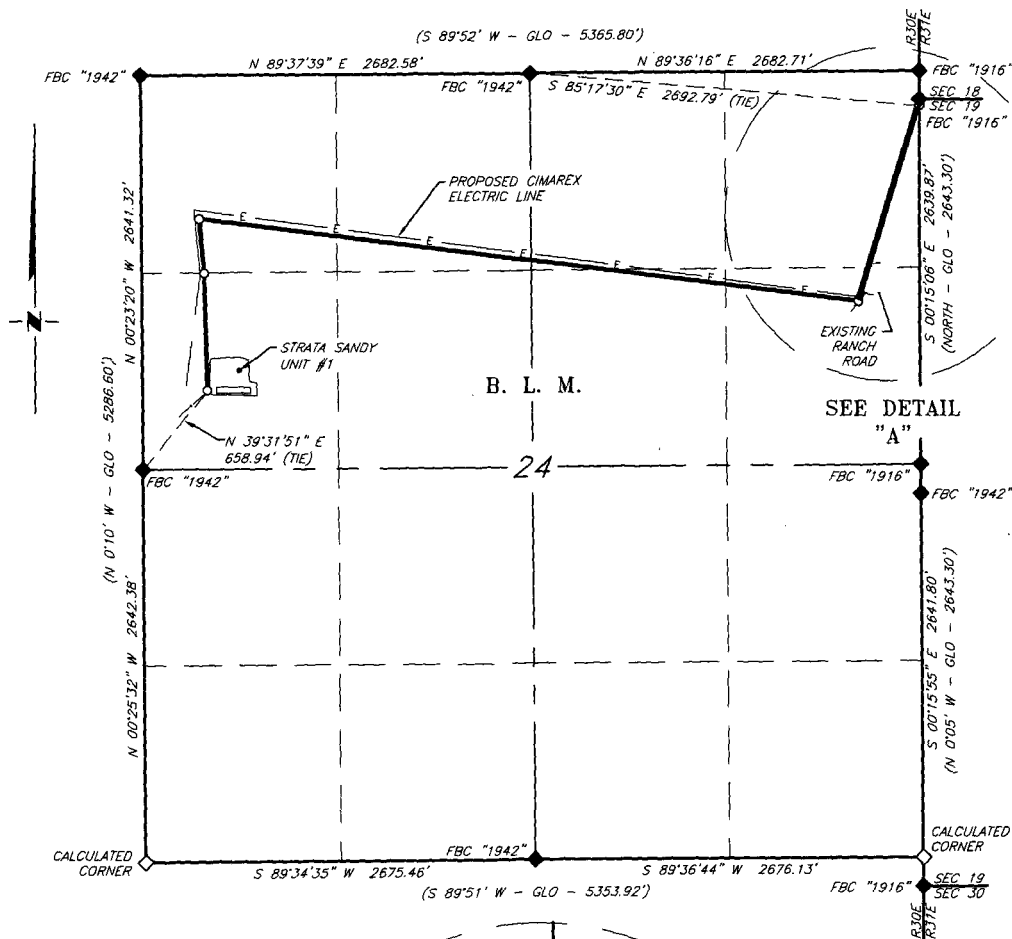 R30E
R31E
(S 89°52' W - GLO - 5365.80')
N 89°37'39" E 2682.58'
N 89°36'16" E 2682.71'
FBC "1942"
FBC "1942"
FBC "1916"
S 85°17'30" E 2692.79' (TIE)
SEC 18
SEC 19
FBC "1916"
N 00°23'20" W 2641.32'
PROPOSED CIMAREX
ELECTRIC LINE
E E E E E E E
S 00°15'06" E 2639.87'
(NORTH - GLO - 2643.30')
N
EXISTING
RANCH
ROAD
STRATA SANDY
UNIT #1
B. L. M.
SEE DETAIL
"A"
(N 0°10' W - GLO - 5286.60')
N 39°31'51" E
658.94' (TIE)
24
FBC "1942"
FBC "1916"
FBC "1942"
N 00°25'32" W 2642.38'
S 00°15'55" E 2641.80'
(N 0°05' W - GLO - 2643.30')
CALCULATED
CORNER
FBC "1942"
CALCULATED
CORNER
S 89°34'35" W 2675.46'
S 89°36'44" W 2676.13'
(S 89°51' W - GLO - 5353.92')
FBC "1916"
SEC 19
SEC 30
R30E
R31E